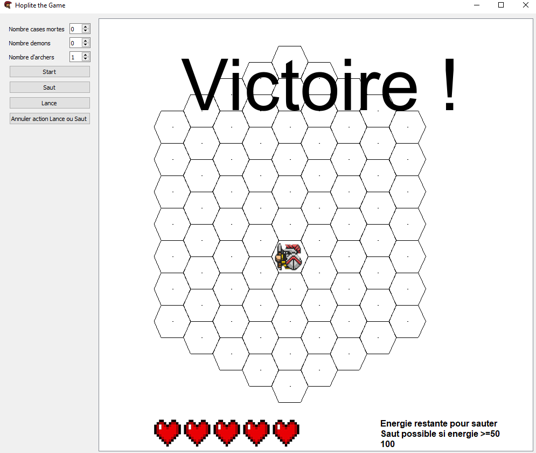 Hoplite the Game
Nombre cases mortes 0
Nombre demons 0
Nombre d'archers 1
Start
Saut
Lance
Annuler action Lance ou Saut
Victoire !
Energie restante pour sauter
Saut possible si energie >=50
100